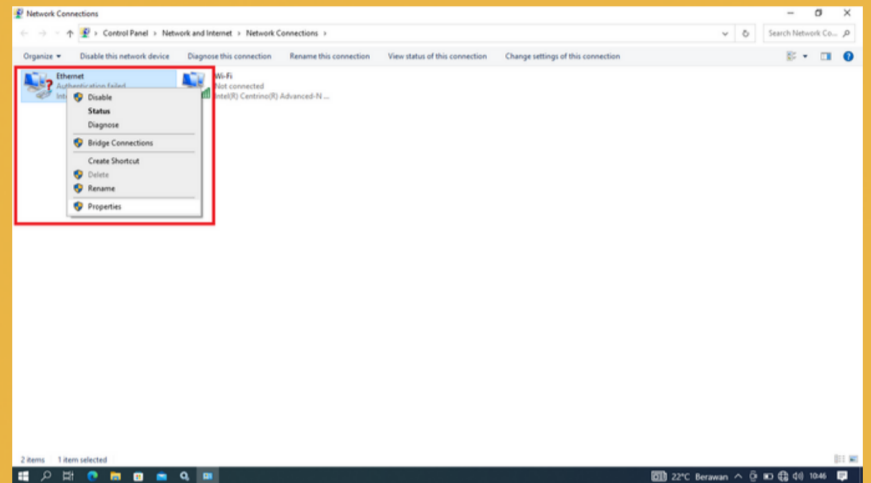 Network Connections
Control Panel > Network and Internet > Network Connections >
Search Network Co...
Organize Disable this network device Diagnose this connection Rename this connection View status of this connection Change settings of this connection
Ethernet
Authentication failed
Wi-Fi
Not connected
Intel(R) Centrino(R) Advanced-N ...
Disable
Status
Diagnose
Bridge Connections
Create Shortcut
Delete
Rename
Properties
2 items 1 item selected
22°C Berawan 10:46